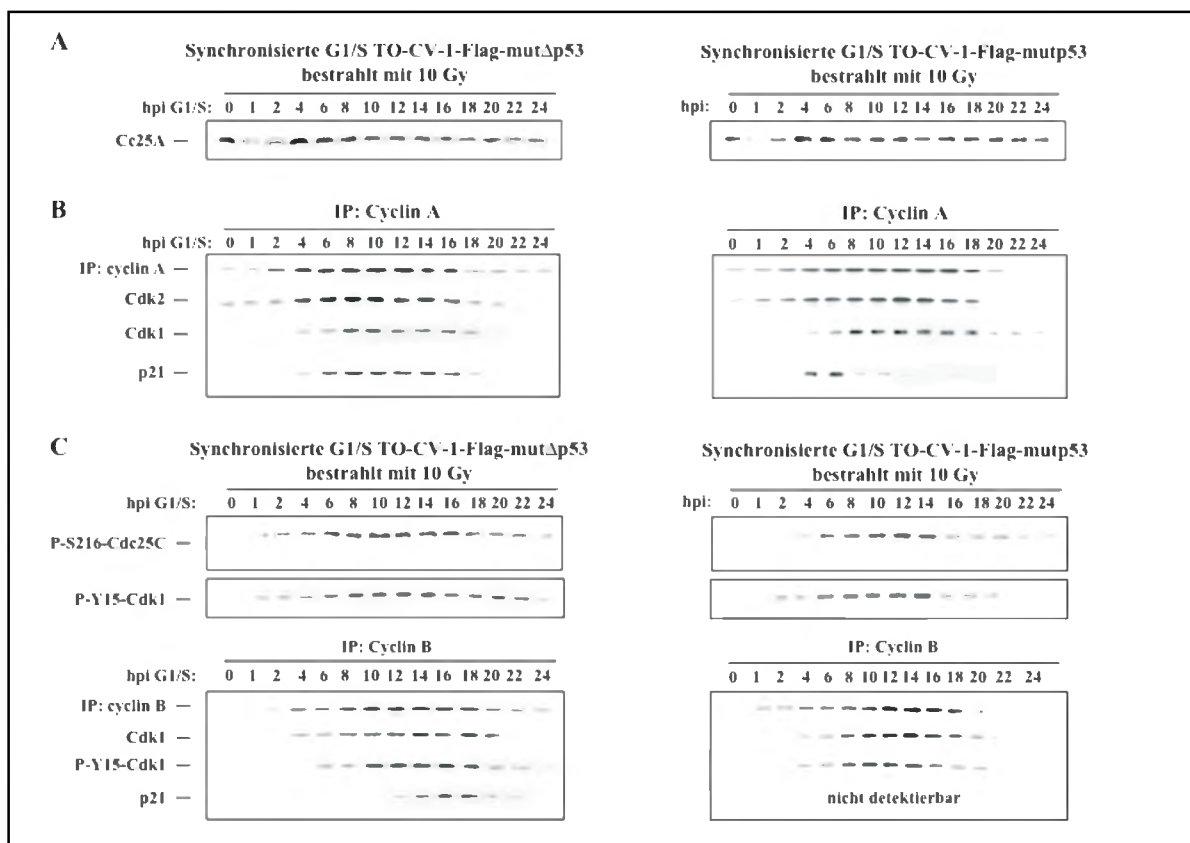 A
Synchronisierte G1/S TO-CV-1-Flag-mutΔp53
bestrahlt mit 10 Gy
hpi G1/S: 0 1 2 4 6 8 10 12 14 16 18 20 22 24
Cc25A —
Synchronisierte G1/S TO-CV-1-Flag-mutp53
bestrahlt mit 10 Gy
hpi: 0 1 2 4 6 8 10 12 14 16 18 20 22 24
B
IP: Cyclin A
hpi G1/S: 0 1 2 4 6 8 10 12 14 16 18 20 22 24
IP: cyclin A —
Cdk2 —
Cdk1 —
p21 —
IP: Cyclin A
0 1 2 4 6 8 10 12 14 16 18 20 22 24
C
Synchronisierte G1/S TO-CV-1-Flag-mutΔp53
bestrahlt mit 10 Gy
hpi G1/S: 0 1 2 4 6 8 10 12 14 16 18 20 22 24
P-S216-Cdc25C —
P-Y15-Cdk1 —
Synchronisierte G1/S TO-CV-1-Flag-mutp53
bestrahlt mit 10 Gy
hpi: 0 1 2 4 6 8 10 12 14 16 18 20 22 24
IP: Cyclin B
hpi G1/S: 0 1 2 4 6 8 10 12 14 16 18 20 22 24
IP: cyclin B —
Cdk1 —
P-Y15-Cdk1 —
p21 —
IP: Cyclin B
0 1 2 4 6 8 10 12 14 16 18 20 22 24
nicht detektierbar